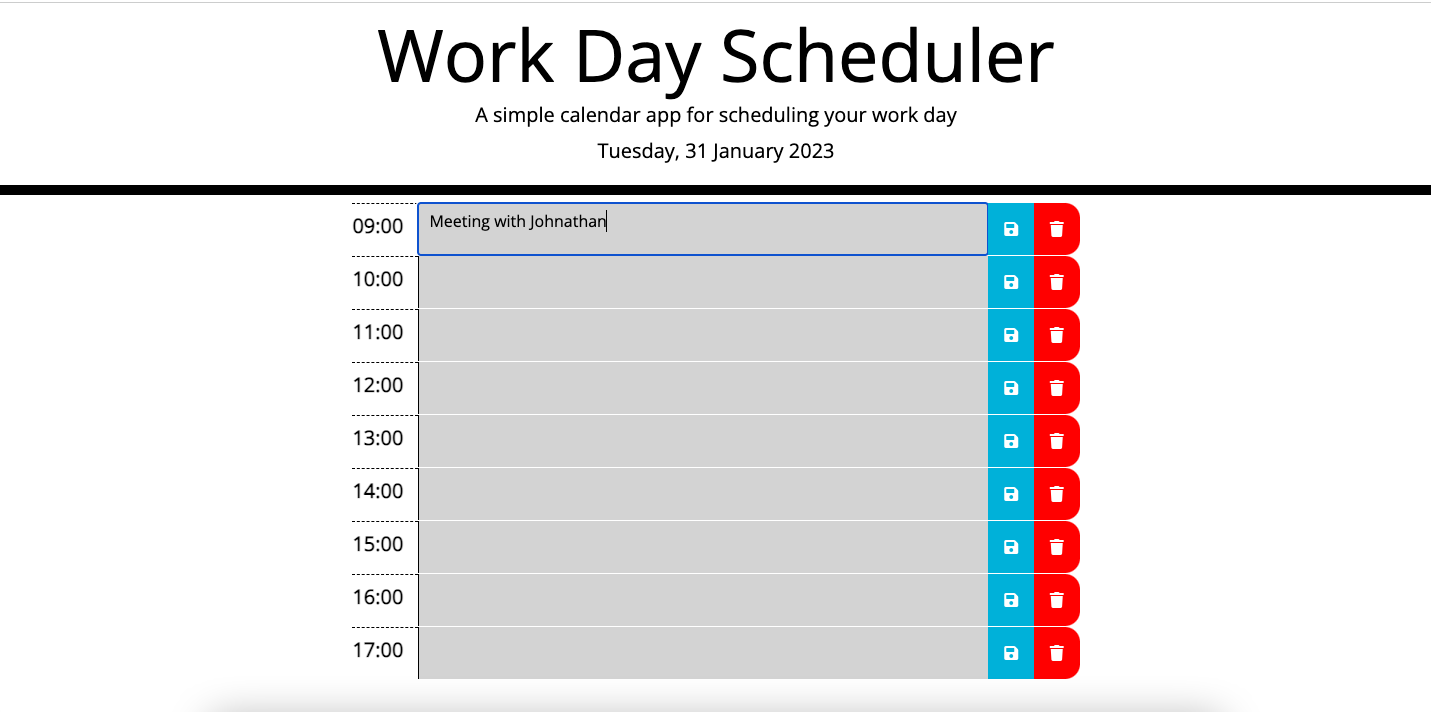 Work Day Scheduler
A simple calendar app for scheduling your work day
Tuesday, 31 January 2023
09:00 Meeting with Johnathan
10:00
11:00
12:00
13:00
14:00
15:00
16:00
17:00